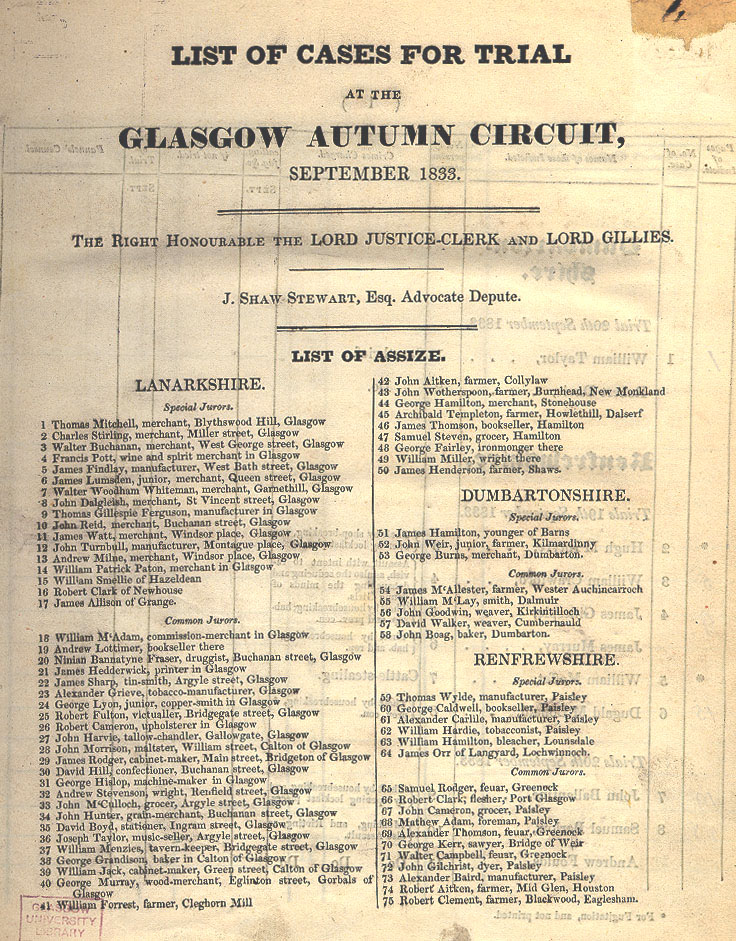 LIST OF CASES FOR TRIAL
AT THE
GLASGOW AUTUMN CIRCUIT,
SEPTEMBER 1833.
THE RIGHT HONOURABLE THE LORD JUSTICE-CLERK AND LORD GILLIES.
J. SHAW STEWART, Esq. Advocate Depute.
LIST OF ASSIZE.
LANARKSHIRE.
Special Jurors.
1 Thomas Mitchell, merchant, Blythswood Hill, Glasgow
2 Charles Stirling, merchant, Miller street, Glasgow
3 Walter Buchanan, merchant, West George street, Glasgow
4 Francis Pott, wine and spirit merchant in Glasgow
5 James Findlay, manufacturer, West Bath street, Glasgow
6 James Lumsden, junior, merchant, Queen street, Glasgow
7 Walter Woodham Whiteman, merchant, Garnethill, Glasgow
8 John Dalgleish, merchant, St Vincent street, Glasgow
9 Thomas Gillespie Ferguson, manufacturer in Glasgow
10 John Reid, merchant, Buchanan street, Glasgow
11 James Watt, merchant, Windsor place, Glasgow
12 John Turnbull, manufacturer, Montague place, Glasgow
13 Andrew Milne, merchant, Windsor place, Glasgow
14 William Patrick Paton, merchant in Glasgow
15 William Smellie of Hazeldean
16 Robert Clark of Newhouse
17 James Allison of Grange.
Common Jurors.
18 William M'Adam, commission-merchant in Glasgow
19 Andrew Lottimer, bookseller there
20 Ninian Bannatyne Fraser, druggist, Buchanan street, Glasgow
21 James Hedderwick, printer in Glasgow
22 James Sharp, tin-smith, Argyle street, Glasgow
23 Alexander Grieve, tobacco-manufacturer, Glasgow
24 George Lyon, junior, copper-smith in Glasgow
25 Robert Fulton, victualler, Bridgegate street, Glasgow
26 Robert Cameron, upholsterer in Glasgow
27 John Harvie, tallow-chandler, Gallowgate, Glasgow
28 John Morrison, maltster, William street, Calton of Glasgow
29 James Rodger, cabinet-maker, Main street, Bridgeton of Glasgow
30 David Hill, confectioner, Buchanan street, Glasgow
31 George Hislop, machine-maker in Glasgow
32 Andrew Stevenson, wright, Renfield street, Glasgow
33 John M'Culloch, grocer, Argyle street, Glasgow
34 John Hunter, grain-merchant, Buchanan street, Glasgow
35 David Boyd, stationer, Ingram street, Glasgow
36 Joseph Taylor, music-seller, Argyle street, Glasgow
37 William Menzies, tavern-keeper, Bridgegate street, Glasgow
38 George Grandison, baker in Calton of Glasgow
39 William Jack, cabinet-maker, Green street, Calton of Glasgow
40 George Murray, wood-merchant, Eglinton street, Gorbals of
Glasgow
41 William Forrest, farmer, Cleghorn Mill
42 John Aitken, farmer, Collylaw
43 John Wotherspoon, farmer, Burnhead, New Monkland
44 George Hamilton, merchant, Stonehouse
45 Archibald Templeton, farmer, Howlethill, Dalserf
46 James Thomson, bookseller, Hamilton
47 Samuel Steven, grocer, Hamilton
48 George Fairley, ironmonger there
49 William Miller, wright there
50 James Henderson, farmer, Shaws.
DUMBARTONSHIRE.
Special Jurors.
51 James Hamilton, younger of Barns
52 John Weir, junior, farmer, Kilmardinny
53 George Burns, merchant, Dumbarton.
Common Jurors.
54 James M'Allester, farmer, Wester Auchincarroch
55 William M'Lay, smith, Dalmuir
56 John Goodwin, weaver, Kirkintilloch
57 David Walker, weaver, Cumbernauld
58 John Boag, baker, Dumbarton.
RENFREWSHIRE.
Special Jurors.
59 Thomas Wylde, manufacturer, Paisley
60 George Caldwell, bookseller, Paisley
61 Alexander Carlile, manufacturer, Paisley
62 William Hardie, tobacconist, Paisley
63 William Hamilton, bleacher, Lounsdale
64 James Orr of Langyard, Lochwinnoch.
Common Jurors.
65 Samuel Rodger, feuar, Greenock
66 Robert Clark, flesher, Port Glasgow
67 John Cameron, grocer, Paisley
68 Mathew Adam, foreman, Paisley
69 Alexander Thomson, feuar, Greenock
70 George Kerr, sawyer, Bridge of Weir
71 Walter Campbell, feuar, Greenock
72 John Gilchrist, dyer, Paisley
73 Alexander Baird, manufacturer, Paisley
74 Robert Aitken, farmer, Mid Glen, Houston
75 Robert Clement, farmer, Blackwood, Eaglesham.
GLASGOW
UNIVERSITY
LIBRARY